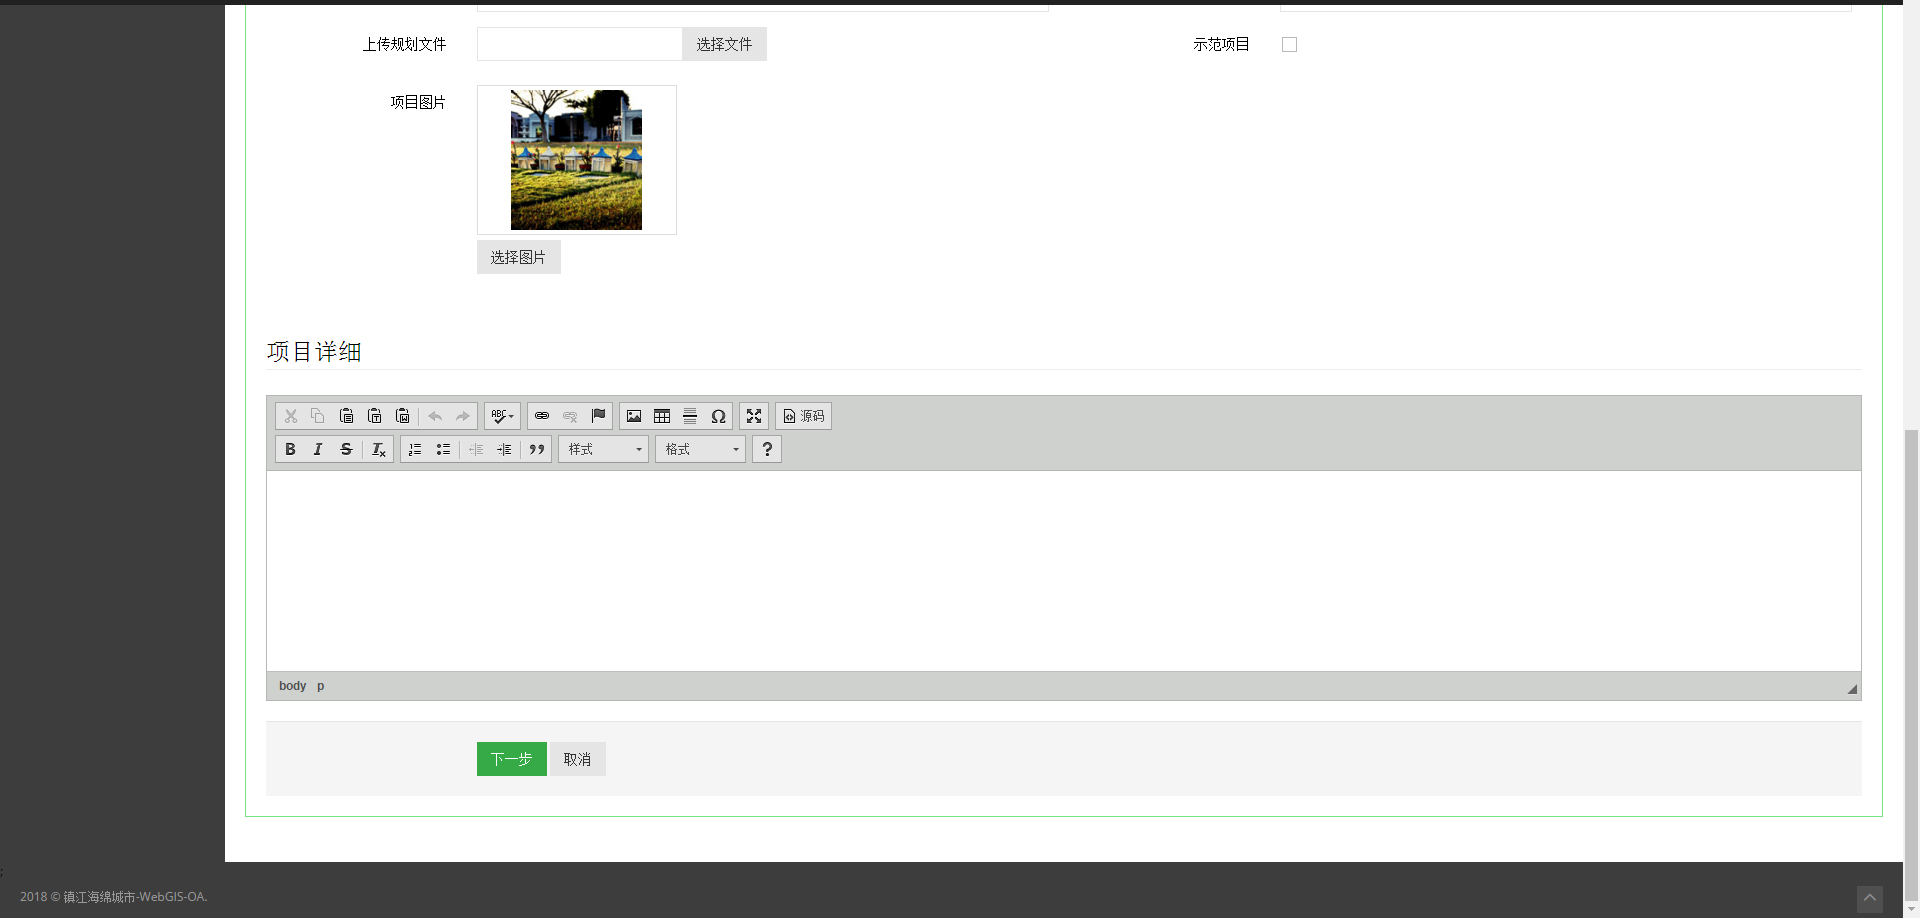 上传规划文件 选择文件 示范项目
项目图片
选择图片
项目详细
ABC Ω 源码
B I S Tx 样式 格式 ?
body p
下一步 取消
;
2018 © 镇江海绵城市-WebGIS-OA.